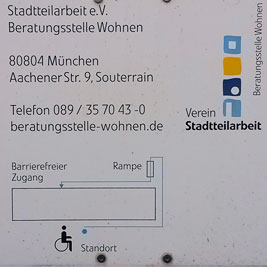 Stadtteilarbeit e.V.
Beratungsstelle Wohnen
80804 München
Aachener Str. 9, Souterrain
Telefon 089 / 35 70 43 -0
beratungsstelle-wohnen.de
Beratungsstelle Wohnen
Verein
Stadtteilarbeit
Barrierefreier
Zugang
Rampe
Standort